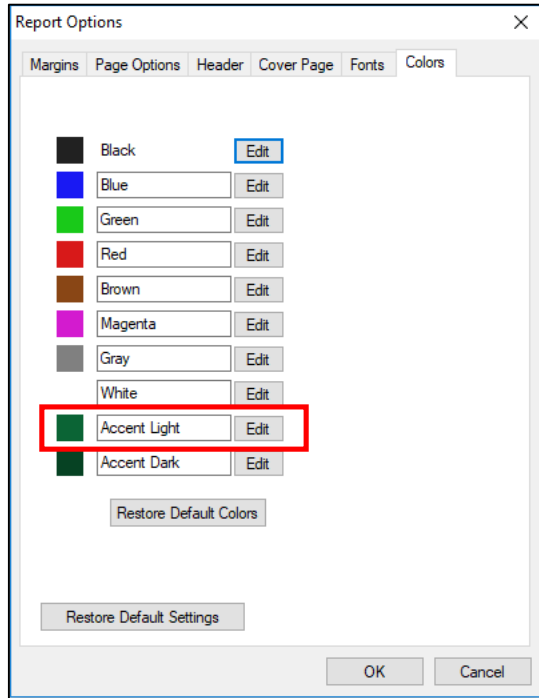 Report Options
Margins Page Options Header Cover Page Fonts Colors
Black Edit
Blue Edit
Green Edit
Red Edit
Brown Edit
Magenta Edit
Gray Edit
White Edit
Accent Light Edit
Accent Dark Edit
Restore Default Colors
Restore Default Settings
OK Cancel